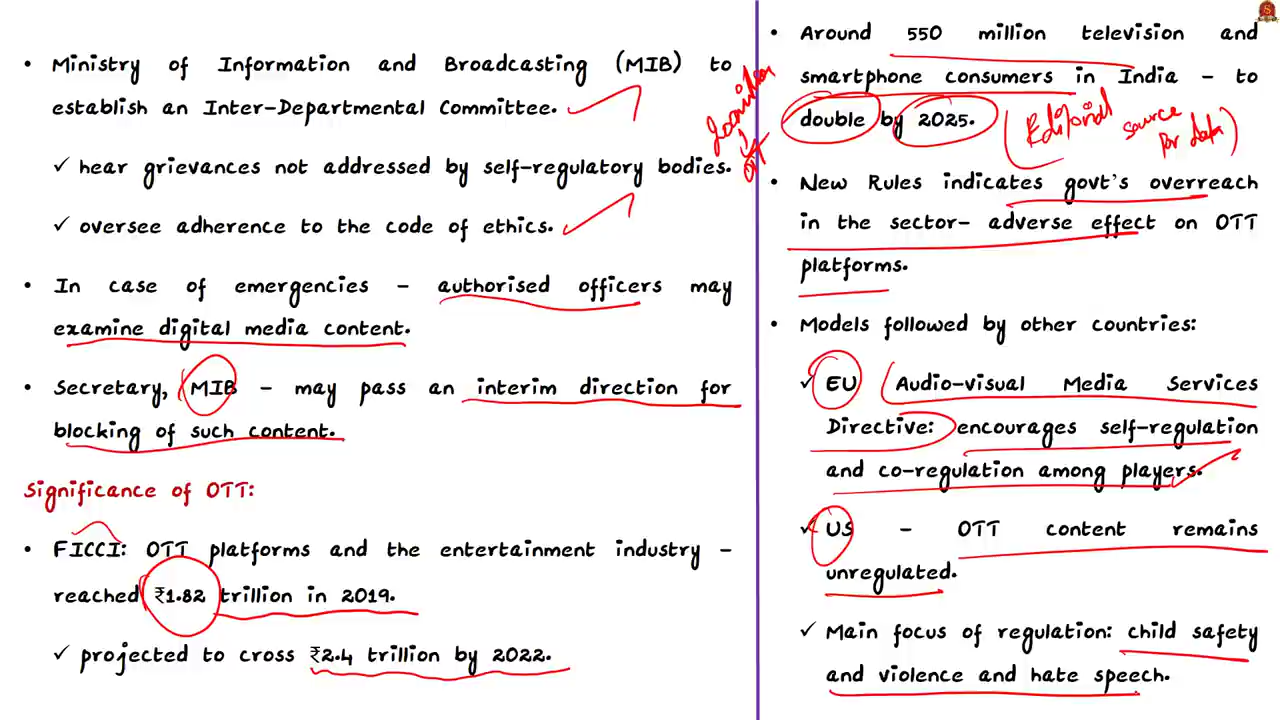 • Ministry of Information and Broadcasting (MIB) to
establish an Inter-Departmental Committee.
✓ hear grievances not addressed by self-regulatory bodies.
✓ oversee adherence to the code of ethics.
• In case of emergencies – authorised officers may
examine digital media content.
• Secretary, MIB – may pass an interim direction for
blocking of such content.
Significance of OTT:
• FICCI: OTT platforms and the entertainment industry –
reached ₹1.82 trillion in 2019.
✓ projected to cross ₹2.4 trillion by 2022.
• Around 550 million television and
smartphone consumers in India – to
double by 2025.
(Editorial source for data)
OTT
• New Rules indicates govt's overreach
in the sector- adverse effect on OTT
platforms.
• Models followed by other countries:
✓ EU Audio-visual Media Services
Directive: encourages self-regulation
and co-regulation among players.
✓ US – OTT content remains
unregulated.
✓ Main focus of regulation: child safety
and violence and hate speech.